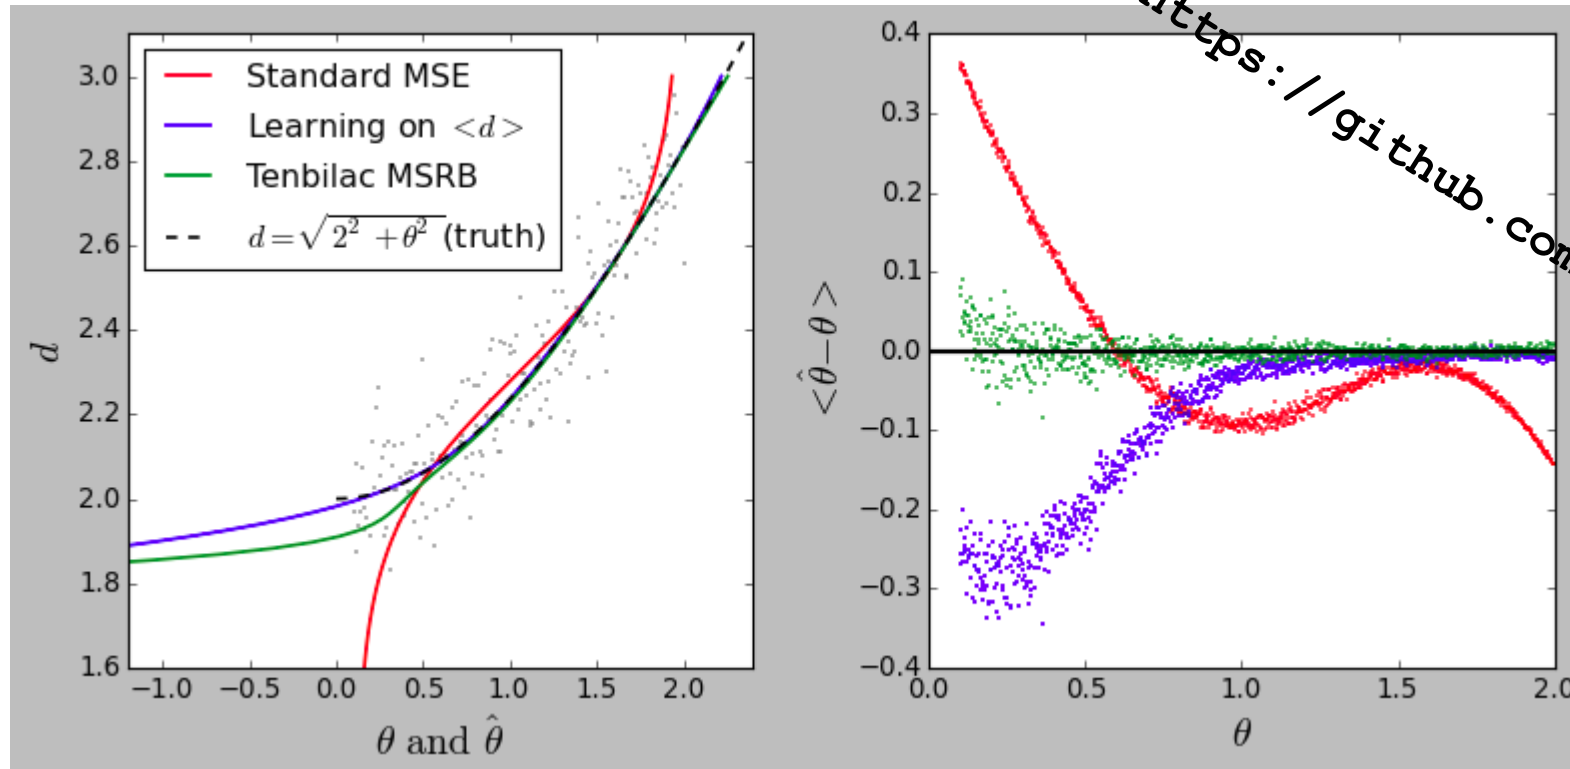 https://github.com
Standard MSE
Learning on <d>
Tenbilac MSRB
d=√2² +θ² (truth)
d
3.0
2.8
2.6
2.4
2.2
2.0
1.8
1.6
−1.0 −0.5 0.0 0.5 1.0 1.5 2.0
θ and θ̂
<θ̂−θ>
0.4
0.3
0.2
0.1
0.0
−0.1
−0.2
−0.3
−0.4
0.0 0.5 1.0 1.5 2.0
θ